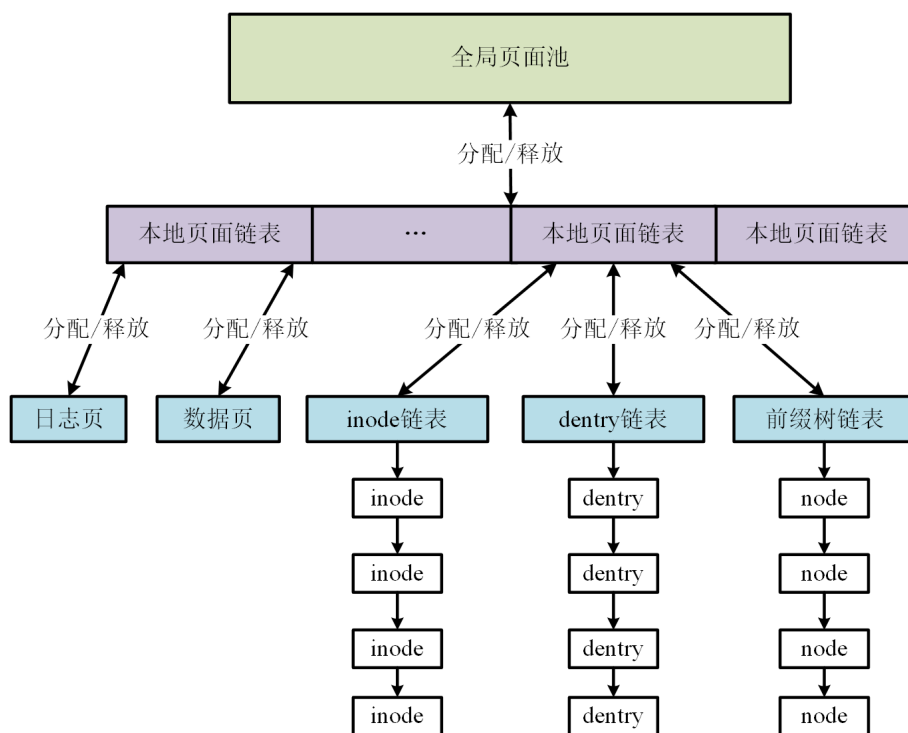 全局页面池
分配/释放
本地页面链表 … 本地页面链表 本地页面链表
分配/释放 分配/释放 分配/释放 分配/释放 分配/释放
日志页 数据页 inode链表 dentry链表 前缀树链表
inode dentry node
inode dentry node
inode dentry node
inode dentry node